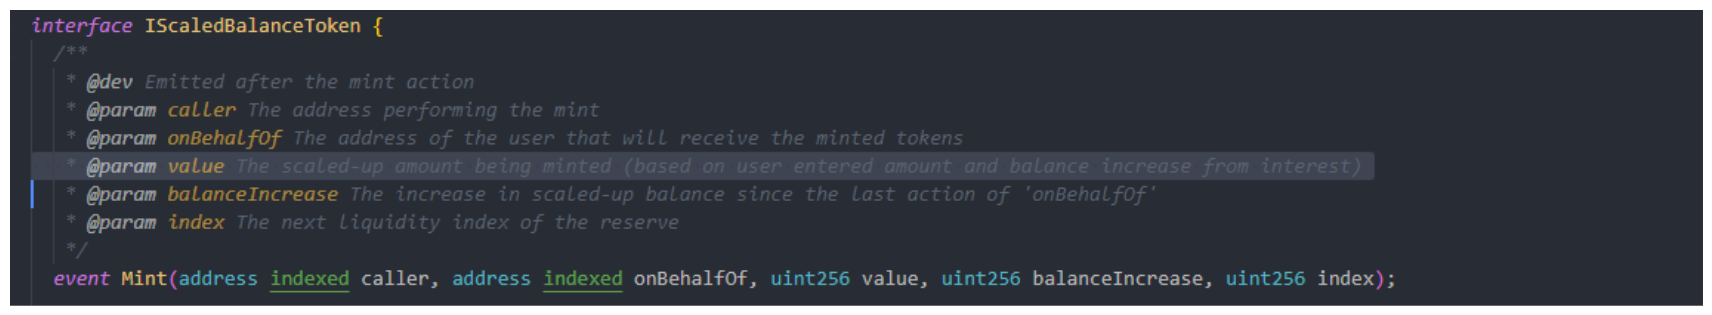 interface IScaledBalanceToken {
/**
* @dev Emitted after the mint action
* @param caller The address performing the mint
* @param onBehalfOf The address of the user that will receive the minted tokens
* @param value The scaled-up amount being minted (based on user entered amount and balance increase from interest)
* @param balanceIncrease The increase in scaled-up balance since the last action of 'onBehalfOf'
* @param index The next liquidity index of the reserve
*/
event Mint(address indexed caller, address indexed onBehalfOf, uint256 value, uint256 balanceIncrease, uint256 index);